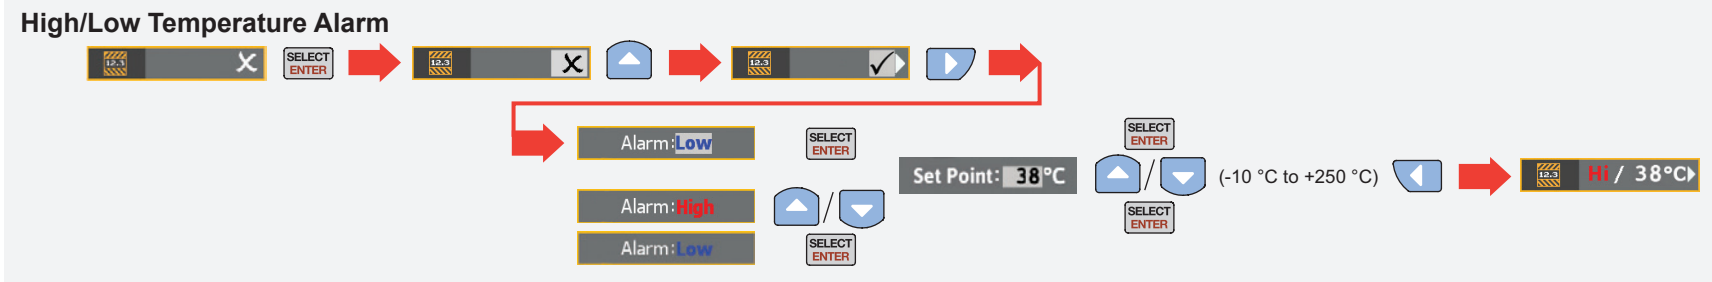 High/Low Temperature Alarm
12.3
SELECT
ENTER
12.3
12.3
Alarm:Low
SELECT
ENTER
Alarm:High
Alarm:Low
SELECT
ENTER
Set Point: 38°C
SELECT
ENTER
/
(-10 °C to +250 °C)
SELECT
ENTER
12.3
Hi / 38°C